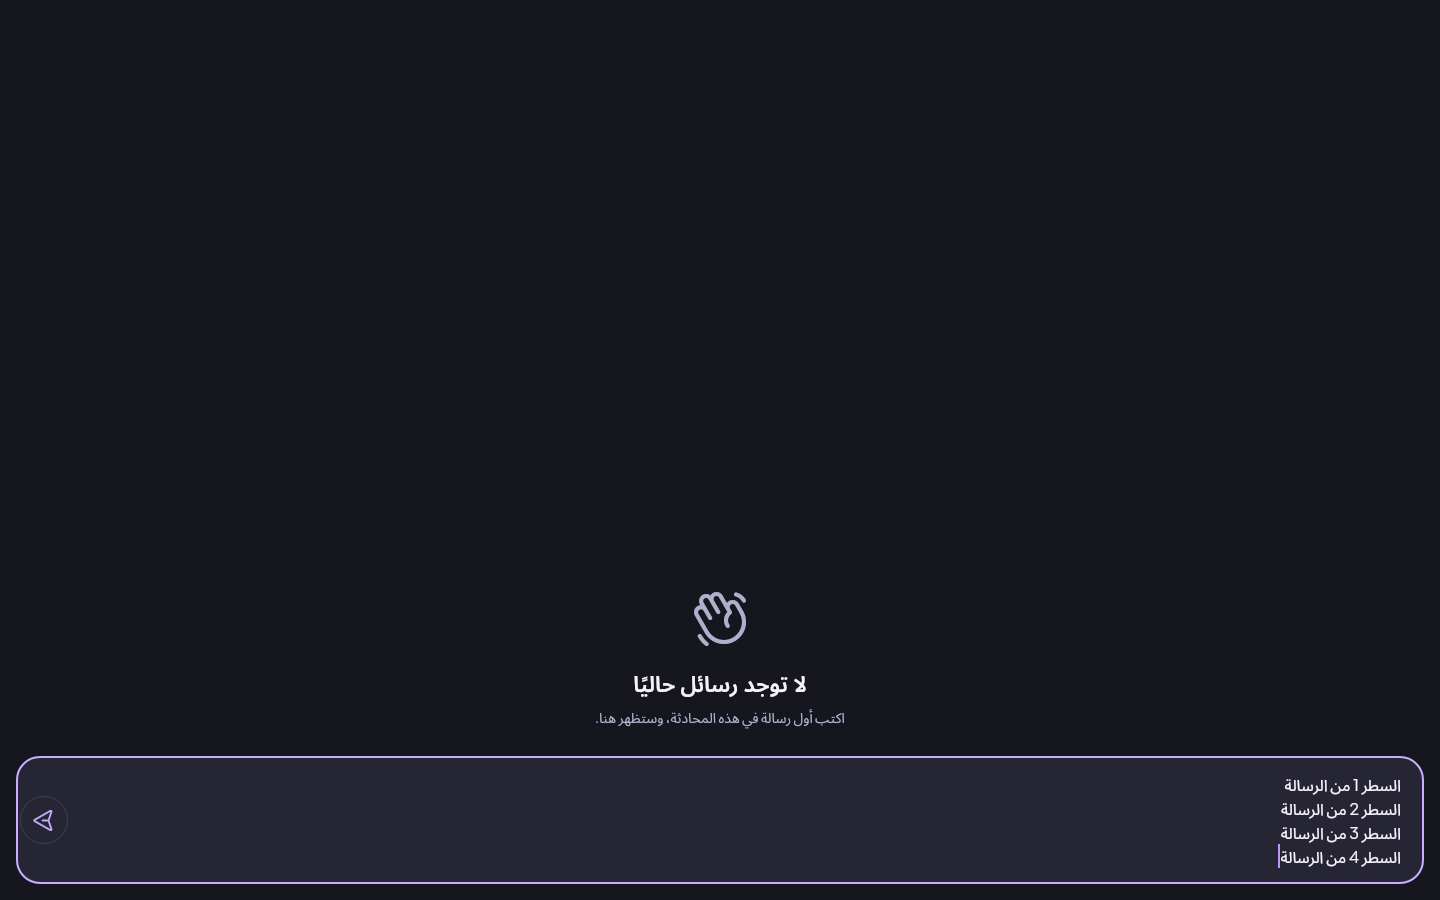 لا توجد رسائل حاليًا
اكتب أول رسالة في هذه المحادثة، وستظهر هنا.
السطر 1 من الرسالة
السطر 2 من الرسالة
السطر 3 من الرسالة
السطر 4 من الرسالة